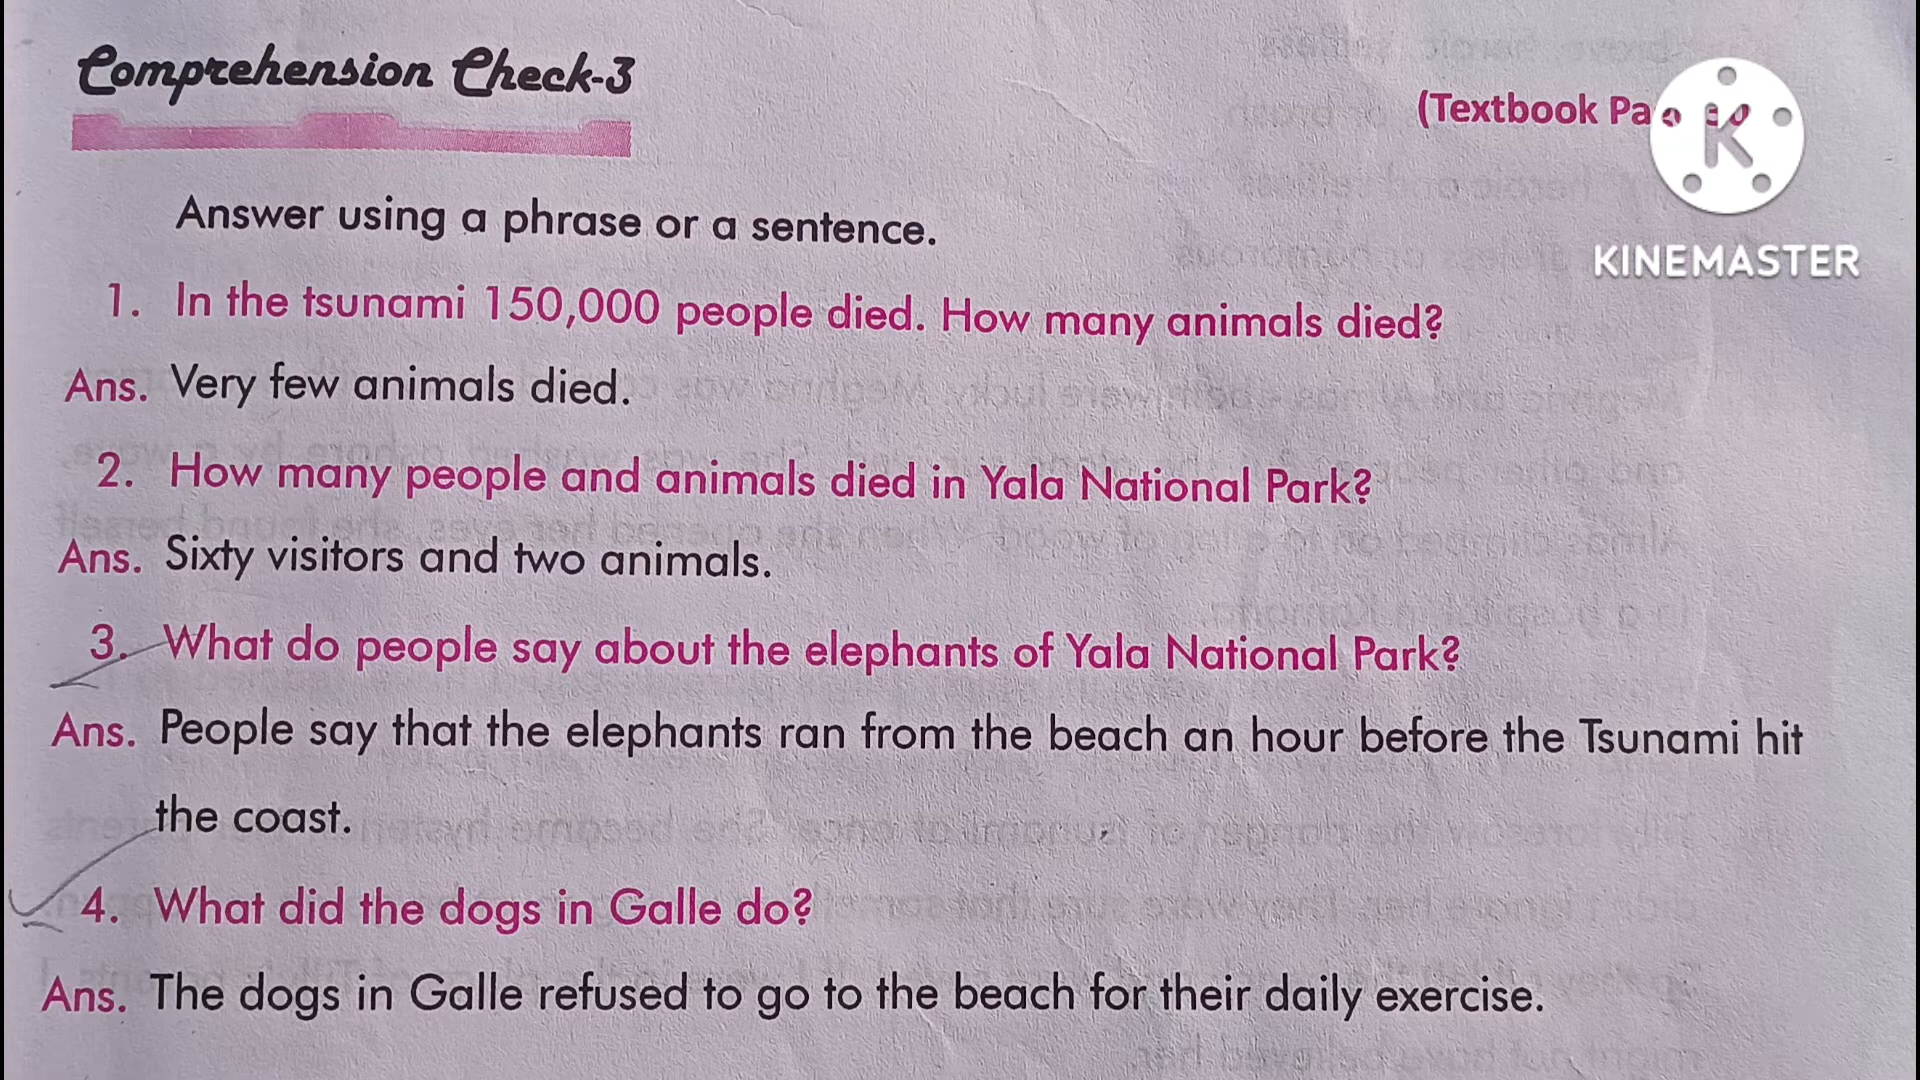 Comprehension Check-3
(Textbook
KINEMASTER
Answer using a phrase or a sentence.
1. In the tsunami 150,000 people died. How many animals died?
Ans. Very few animals died.
2. How many people and animals died in Yala National Park?
Ans. Sixty visitors and two animals.
3. What do people say about the elephants of Yala National Park?
Ans. People say that the elephants ran from the beach an hour before the Tsunami hit
the coast.
4. What did the dogs in Galle do?
Ans. The dogs in Galle refused to go to the beach for their daily exercise.